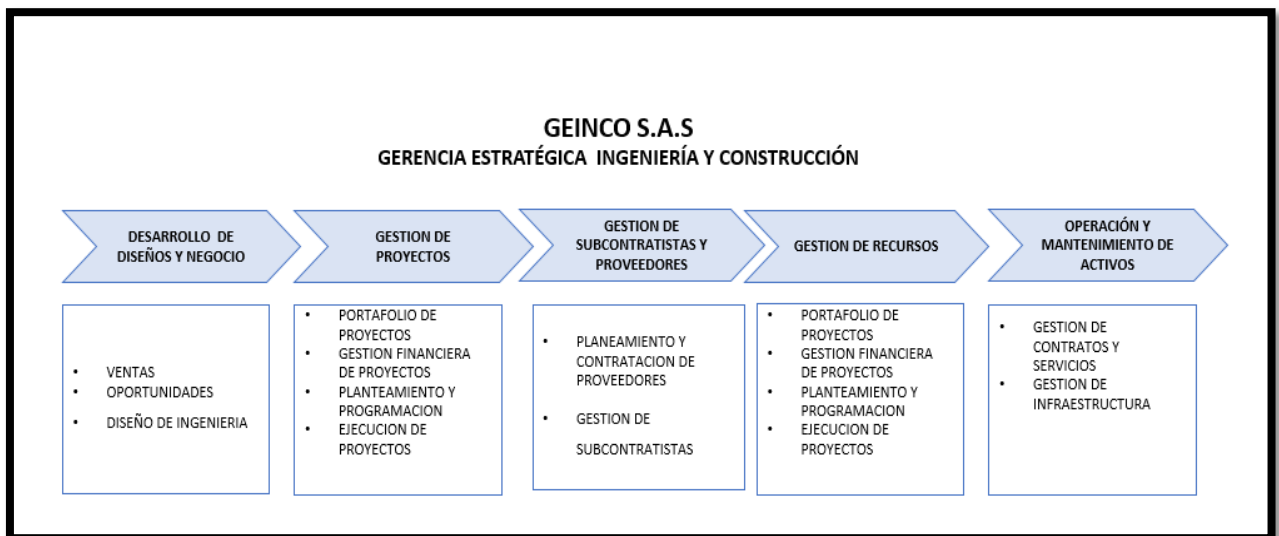 GEINCO S.A.S
GERENCIA ESTRATÉGICA INGENIERÍA Y CONSTRUCCIÓN
DESARROLLO DE
DISEÑOS Y NEGOCIO
GESTION DE
PROYECTOS
GESTION DE
SUBCONTRATISTAS Y
PROVEEDORES
GESTION DE RECURSOS
OPERACIÓN Y
MANTENIMIENTO DE
ACTIVOS
• VENTAS
• OPORTUNIDADES
• DISEÑO DE INGENIERIA
• PORTAFOLIO DE
PROYECTOS
• GESTION FINANCIERA
DE PROYECTOS
• PLANTEAMIENTO Y
PROGRAMACION
• EJECUCION DE
PROYECTOS
• PLANEAMIENTO Y
CONTRATACION DE
PROVEEDORES
• GESTION DE
SUBCONTRATISTAS
• PORTAFOLIO DE
PROYECTOS
• GESTION FINANCIERA
DE PROYECTOS
• PLANTEAMIENTO Y
PROGRAMACION
• EJECUCION DE
PROYECTOS
• GESTION DE
CONTRATOS Y
SERVICIOS
• GESTION DE
INFRAESTRUCTURA